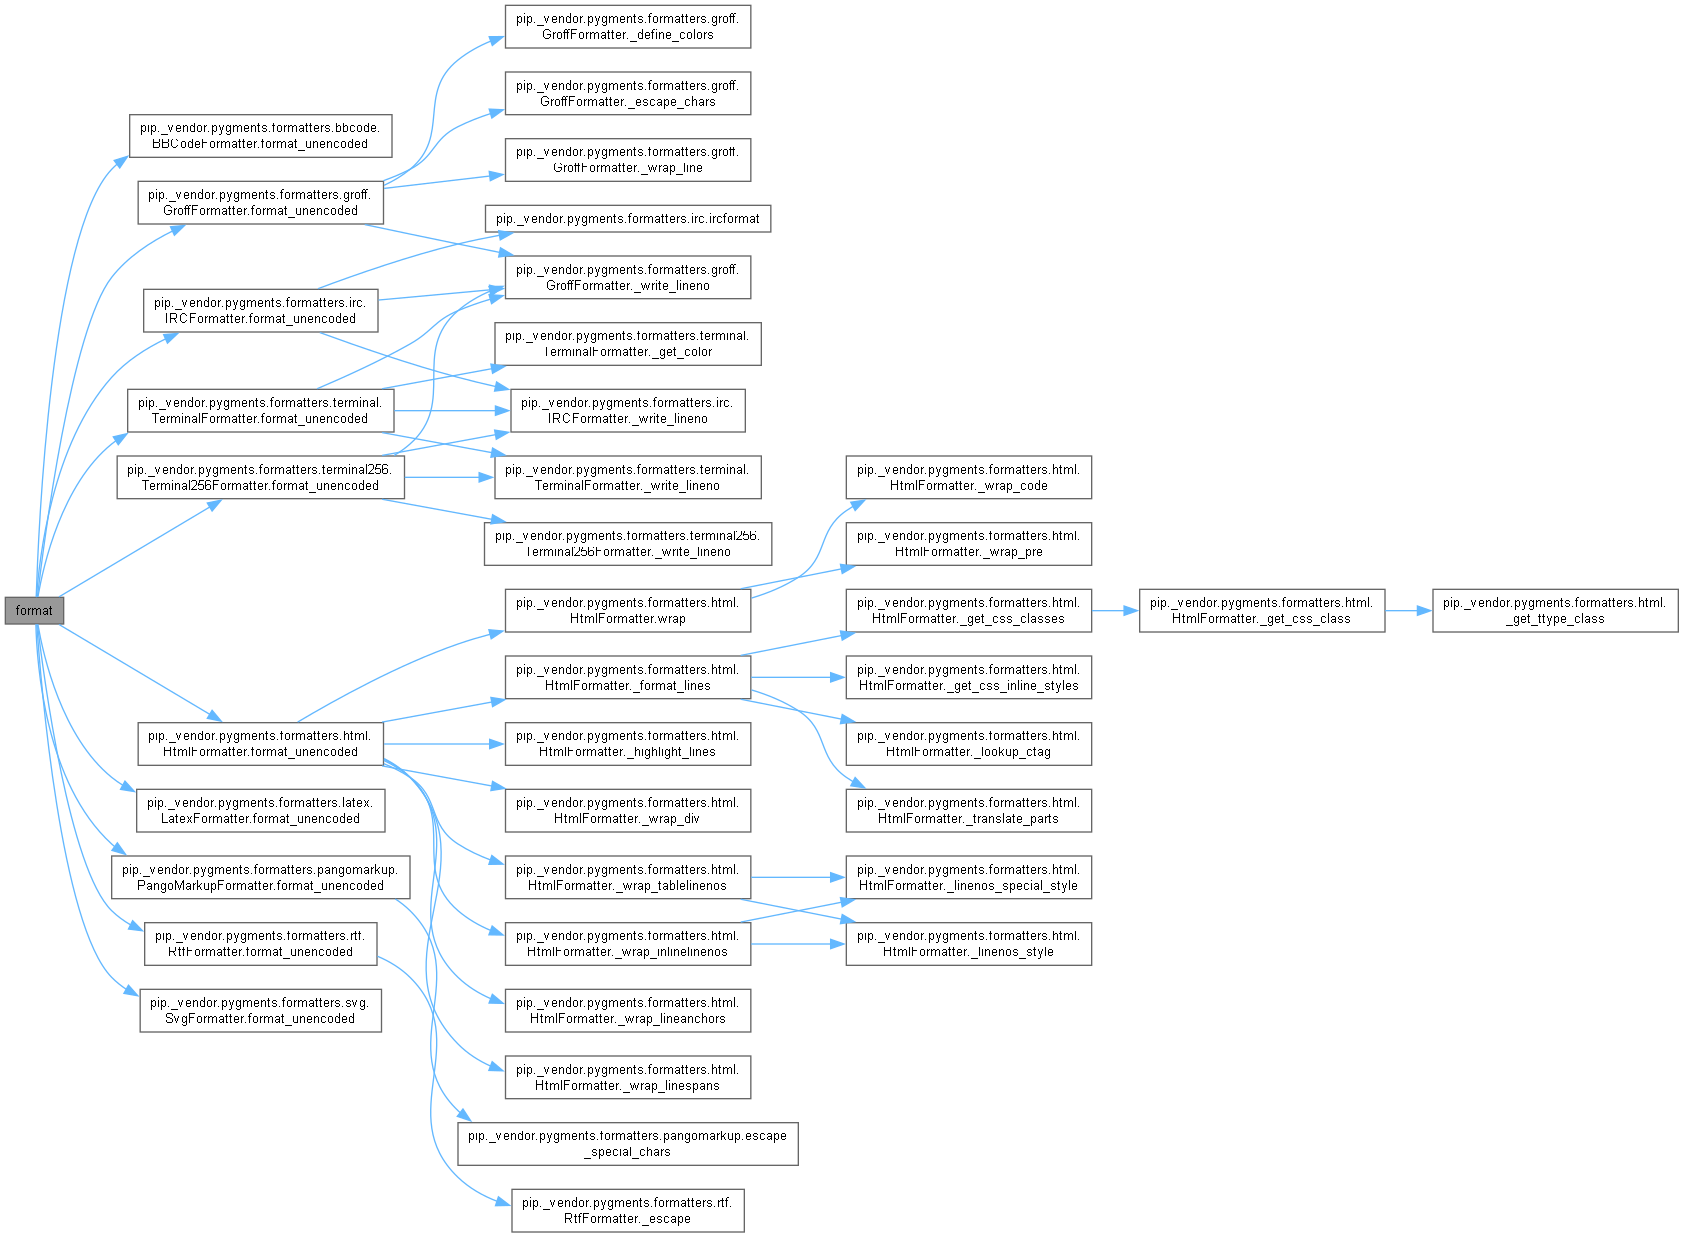 format
pip._vendor.pygments.formatters.bbcode.
BBCodeFormatter.format_unencoded
pip._vendor.pygments.formatters.groff.
GroffFormatter.format_unencoded
pip._vendor.pygments.formatters.irc.
IRCFormatter.format_unencoded
pip._vendor.pygments.formatters.terminal.
TerminalFormatter.format_unencoded
pip._vendor.pygments.formatters.terminal256.
Terminal256Formatter.format_unencoded
pip._vendor.pygments.formatters.html.
HtmlFormatter.format_unencoded
pip._vendor.pygments.formatters.latex.
LatexFormatter.format_unencoded
pip._vendor.pygments.formatters.pangomarkup.
PangoMarkupFormatter.format_unencoded
pip._vendor.pygments.formatters.rtf.
RtfFormatter.format_unencoded
pip._vendor.pygments.formatters.svg.
SvgFormatter.format_unencoded
pip._vendor.pygments.formatters.groff.
GroffFormatter._define_colors
pip._vendor.pygments.formatters.groff.
GroffFormatter._escape_chars
pip._vendor.pygments.formatters.groff.
GroffFormatter._wrap_line
pip._vendor.pygments.formatters.irc.ircformat
pip._vendor.pygments.formatters.groff.
GroffFormatter._write_lineno
pip._vendor.pygments.formatters.terminal.
TerminalFormatter._get_color
pip._vendor.pygments.formatters.irc.
IRCFormatter._write_lineno
pip._vendor.pygments.formatters.terminal.
TerminalFormatter._write_lineno
pip._vendor.pygments.formatters.terminal256.
Terminal256Formatter._write_lineno
pip._vendor.pygments.formatters.html.
HtmlFormatter.wrap
pip._vendor.pygments.formatters.html.
HtmlFormatter._format_lines
pip._vendor.pygments.formatters.html.
HtmlFormatter._highlight_lines
pip._vendor.pygments.formatters.html.
HtmlFormatter._wrap_div
pip._vendor.pygments.formatters.html.
HtmlFormatter._wrap_tablelinenos
pip._vendor.pygments.formatters.html.
HtmlFormatter._wrap_inlinelinenos
pip._vendor.pygments.formatters.html.
HtmlFormatter._wrap_lineanchors
pip._vendor.pygments.formatters.html.
HtmlFormatter._wrap_linespans
pip._vendor.pygments.formatters.pangomarkup.escape
_special_chars
pip._vendor.pygments.formatters.rtf.
RtfFormatter._escape
pip._vendor.pygments.formatters.html.
HtmlFormatter._wrap_code
pip._vendor.pygments.formatters.html.
HtmlFormatter._wrap_pre
pip._vendor.pygments.formatters.html.
HtmlFormatter._get_css_classes
pip._vendor.pygments.formatters.html.
HtmlFormatter._get_css_inline_styles
pip._vendor.pygments.formatters.html.
HtmlFormatter._lookup_ctag
pip._vendor.pygments.formatters.html.
HtmlFormatter._translate_parts
pip._vendor.pygments.formatters.html.
HtmlFormatter._linenos_special_style
pip._vendor.pygments.formatters.html.
HtmlFormatter._linenos_style
pip._vendor.pygments.formatters.html.
HtmlFormatter._get_css_class
pip._vendor.pygments.formatters.html.
_get_ttype_class